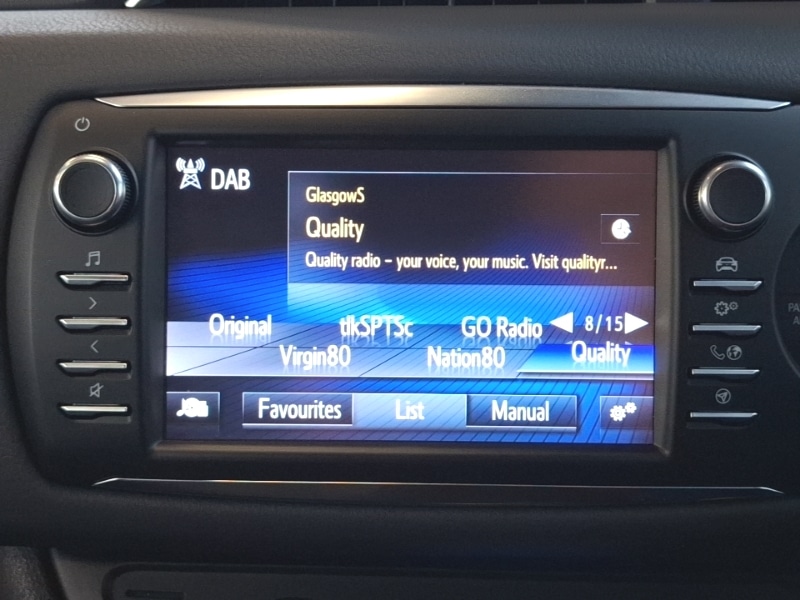 DAB
GlasgowS
Quality
Quality radio – your voice, your music. Visit qualityr...
Original tlkSPTSc GO Radio 8/15
Virgin80 Nation80 Quality
Favourites List Manual